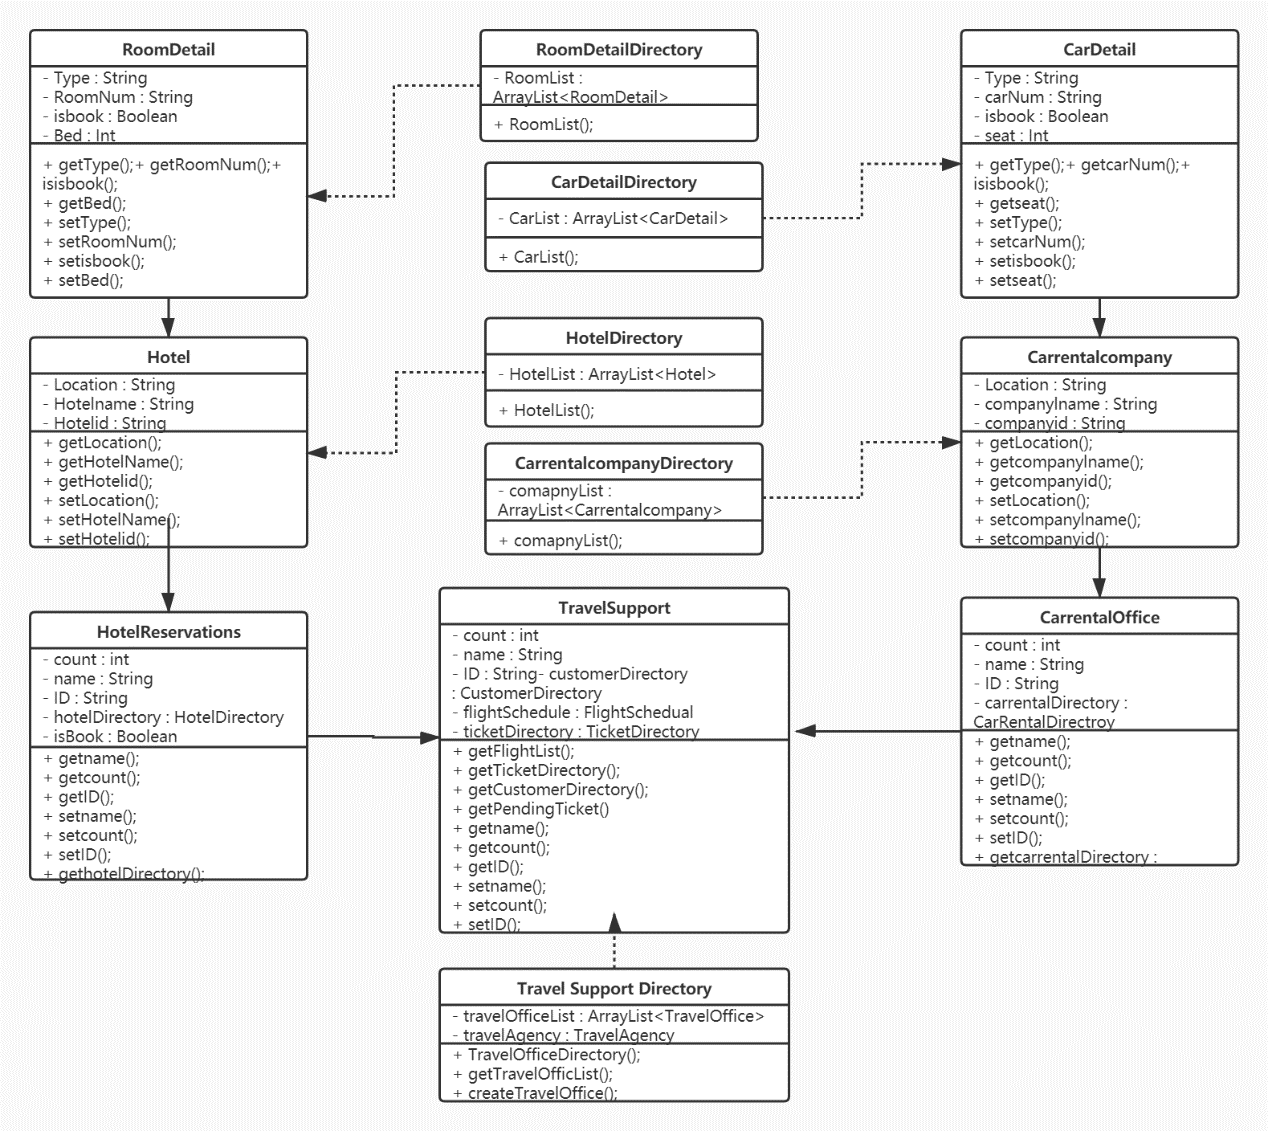 RoomDetail
- Type : String
- RoomNum : String
- isbook : Boolean
- Bed : Int
+ getType();+ getRoomNum();+
isisbook();
+ getBed();
+ setType();
+ setRoomNum();
+ setisbook();
+ setBed();
RoomDetailDirectory
- RoomList :
ArrayList<RoomDetail>
+ RoomList();
CarDetail
- Type : String
- carNum : String
- isbook : Boolean
- seat : Int
+ getType();+ getcarNum();+
isisbook();
+ getseat();
+ setType();
+ setcarNum();
+ setisbook();
+ setseat();
CarDetailDirectory
- CarList : ArrayList<CarDetail>
+ CarList();
Hotel
- Location : String
- Hotelname : String
- Hotelid : String
+ getLocation();
+ getHotelName();
+ getHotelid();
+ setLocation();
+ setHotelName();
+ setHotelid();
HotelDirectory
- HotelList : ArrayList<Hotel>
+ HotelList();
Carrentalcompany
- Location : String
- companylname : String
- companyid : String
+ getLocation();
+ getcompanylname();
+ getcompanyid();
+ setLocation();
+ setcompanylname();
+ setcompanyid();
CarrentalcompanyDirectory
- comapnyList :
ArrayList<Carrentalcompany>
+ comapnyList();
HotelReservations
- count : int
- name : String
- ID : String
- hotelDirectory : HotelDirectory
- isBook : Boolean
+ getname();
+ getcount();
+ getID();
+ setname();
+ setcount();
+ setID();
+ gethotelDirectory();
TravelSupport
- count : int
- name : String
- ID : String- customerDirectory
: CustomerDirectory
- flightSchedule : FlightSchedual
- ticketDirectory : TicketDirectory
+ getFlightList();
+ getTicketDirectory();
+ getCustomerDirectory();
+ getPendingTicket()
+ getname();
+ getcount();
+ getID();
+ setname();
+ setcount();
+ setID();
CarrentalOffice
- count : int
- name : String
- ID : String
- carrentalDirectory :
CarRentalDirectroy
+ getname();
+ getcount();
+ getID();
+ setname();
+ setcount();
+ setID();
+ getcarrentalDirectory :
Travel Support Directory
- travelOfficeList : ArrayList<TravelOffice>
- travelAgency : TravelAgency
+ TravelOfficeDirectory();
+ getTravelOfficList();
+ createTravelOffice();